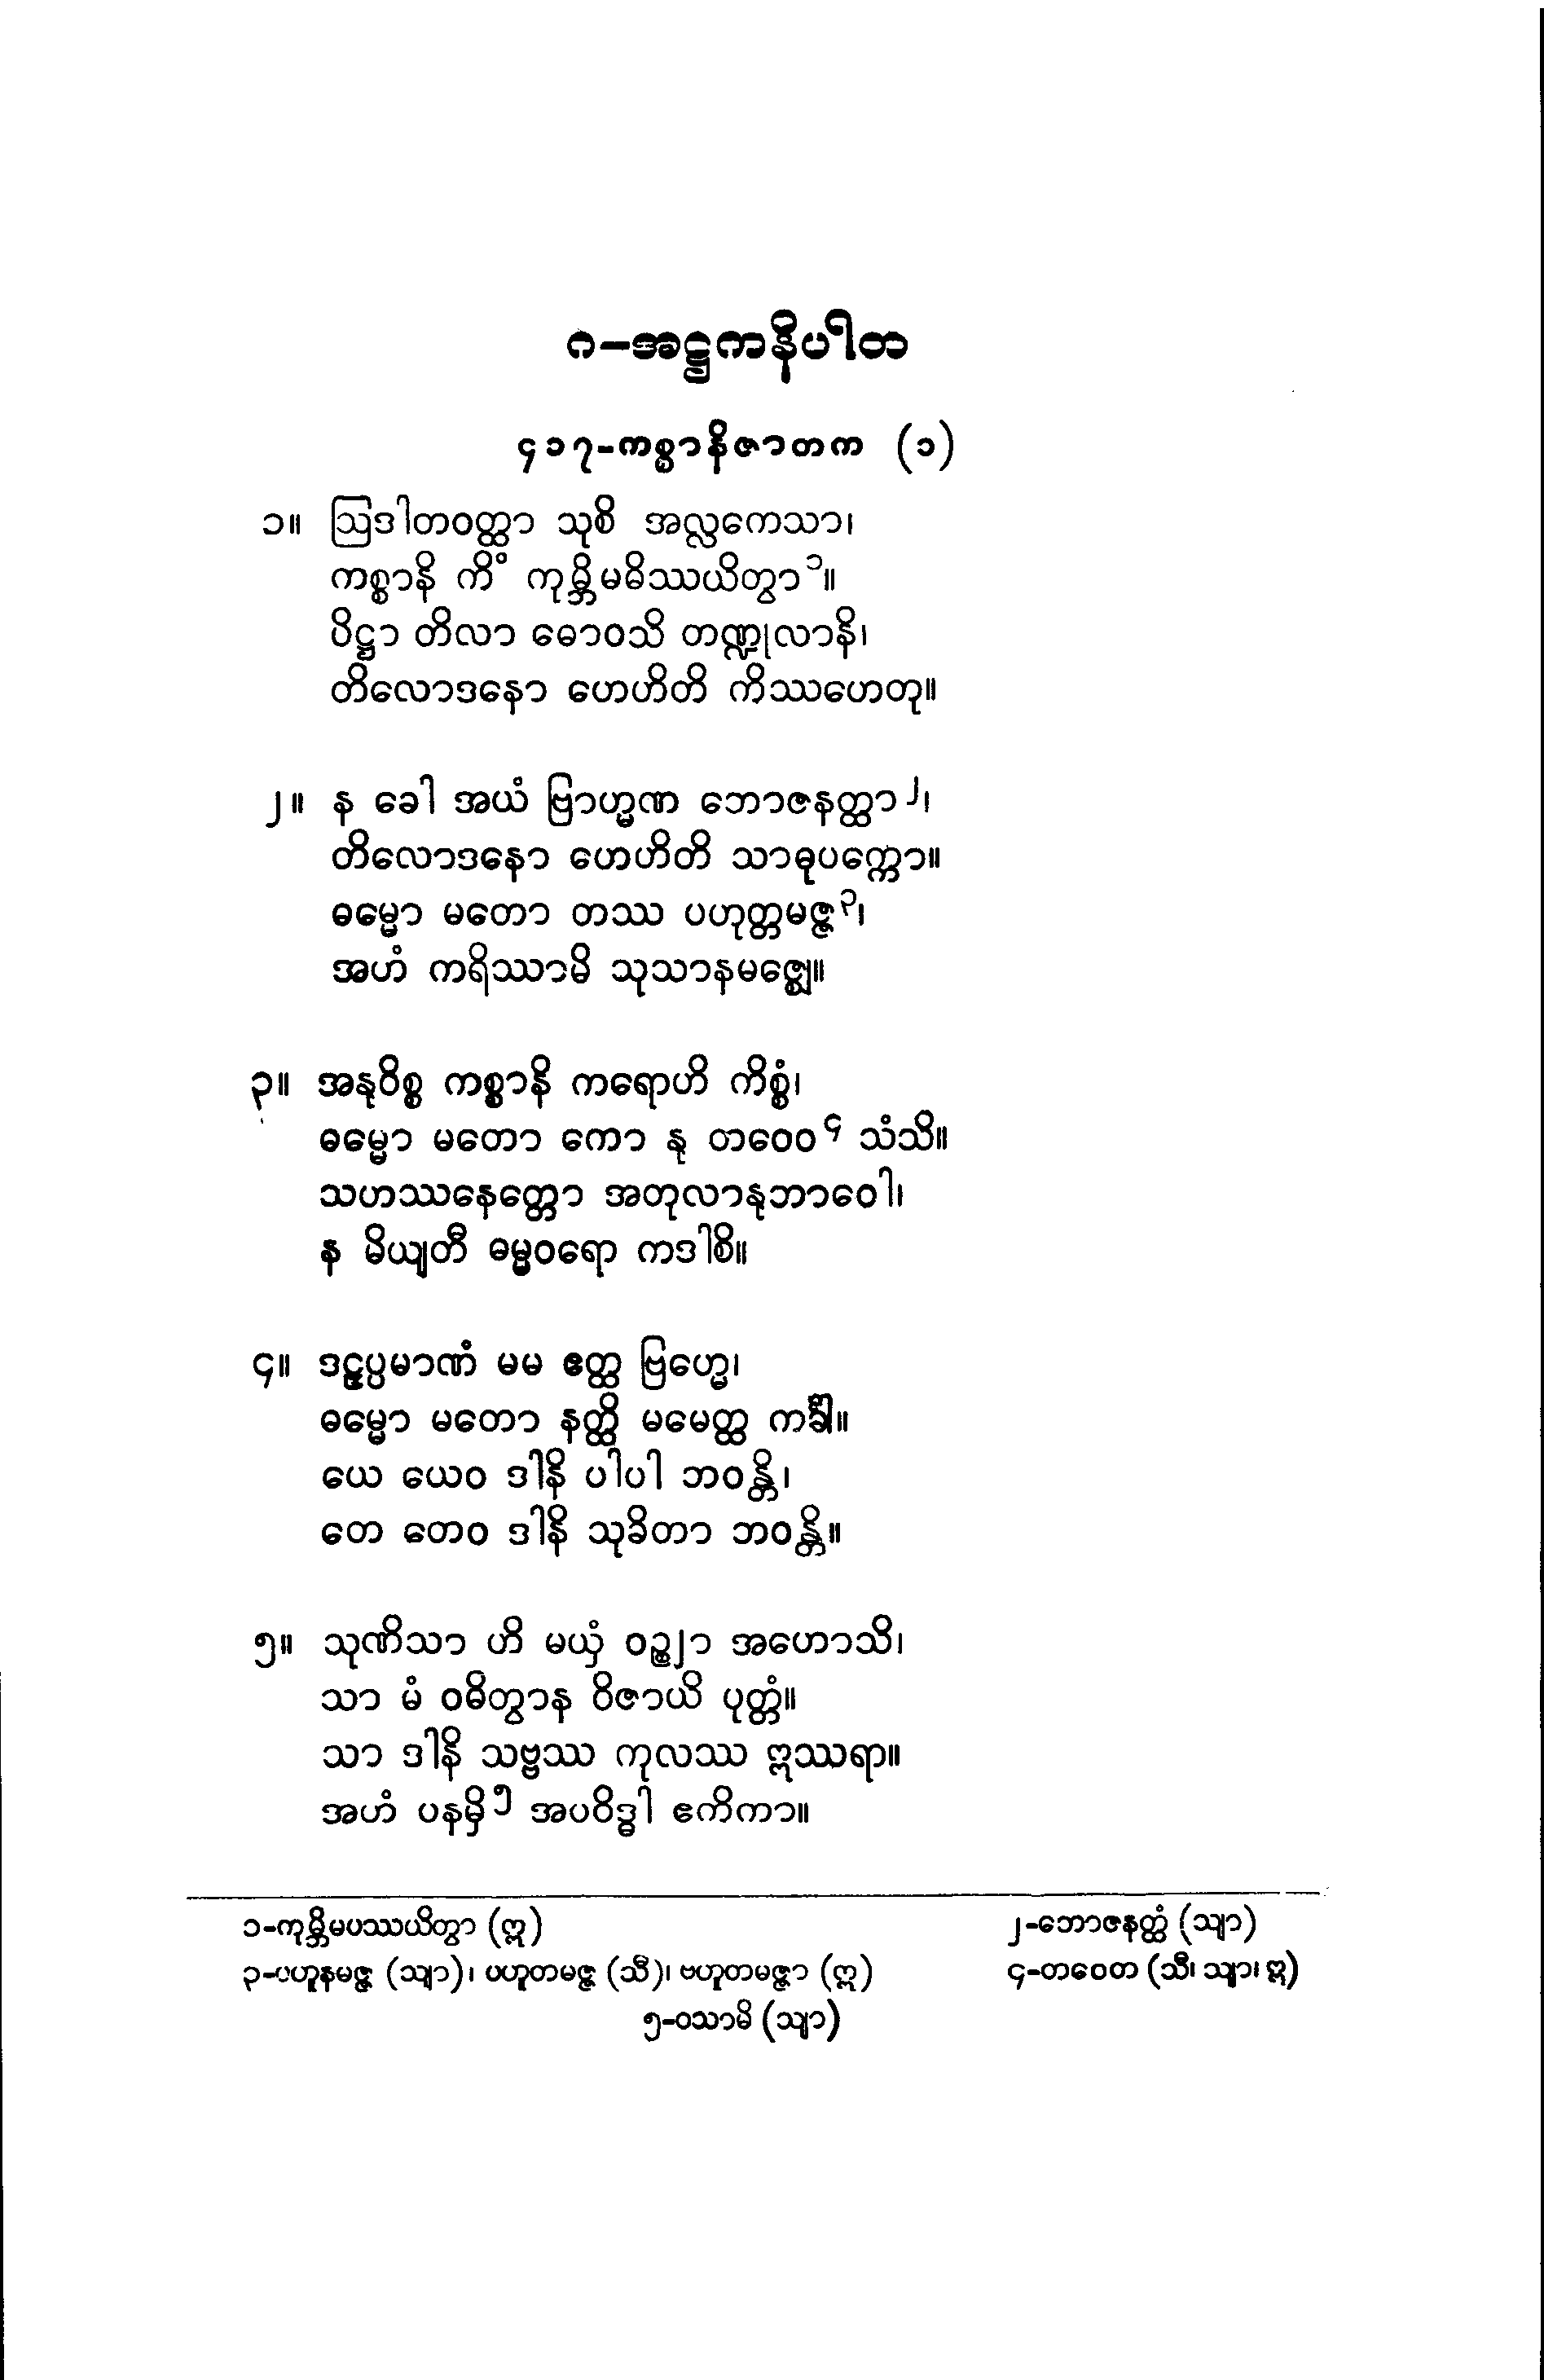 ဂ-အဋ္ဌကနိပါတ
၄၁၇-ကစ္စာနိဇာတက (၁)
၁။ ဩဒါတဝတ္ထာ သုစိ အလ္လကေသာ၊
ကစ္စာနိ ကိံ ကုမ္ဘိမဓိဿယိတွာ၁။
ပိဋ္ဌာ တိလာ ဓောဝသိ တဏ္ဍုလာနိ၊
တိလောဒနော ဟေဟိတိ ကိဿဟေတု။
၂။ န ခေါ အယံ ဗြာဟ္မဏ ဘောဇနတ္ထာ၂၊
တိလောဒနော ဟေဟိတိ သာဓုပက္ကော။
ဓမ္မော မတော တဿ ပဟုတ္တမဇ္ဇ၃၊
အဟံ ကရိဿာမိ သုသာနမဇ္ဈေ။
၃။ အနုဝိစ္စ ကစ္စာနိ ကရောဟိ ကိစ္စံ၊
ဓမ္မော မတော ကော နု တဝေဝ၄ သံသိ။
သဟဿနေတ္တော အတုလာနုဘာဝေါ၊
န မိယျတီ ဓမ္မဝရော ကဒါစိ။
၄။ ဒဠှပ္ပမာဏံ မမ ဧတ္ထ ဗြဟ္မေ၊
ဓမ္မော မတော နတ္ထိ မမေတ္ထ ကင်္ခါ။
ယေ ယေဝ ဒါနိ ပါပါ ဘဝန္တိ၊
တေ တေဝ ဒါနိ သုခိတာ ဘဝန္တိ။
၅။ သုဏိသာ ဟိ မယှံ ဝဉ္ဈာ အဟောသိ၊
သာ မံ ဝဓိတွာန ဝိဇာယိ ပုတ္တံ။
သာ ဒါနိ သဗ္ဗဿ ကုလဿ ဣဿရာ။
အဟံ ပနမှိ၅ အပဝိဒ္ဓါ ဧကိကာ။
၁-ကုမ္ဘိမပဿယိတွာ (ဣ) ၂-ဘောဇနတ္ထံ (သျာ)
၃-ပဟူနမဇ္ဇ (သျာ)၊ ပဟူတမဇ္ဇ (သီ)၊ ဗဟူတမဇ္ဇာ (ဣ) ၄-တဝေတ (သီ၊ သျာ၊ ဣ)
၅-ဝသာမိ (သျာ)